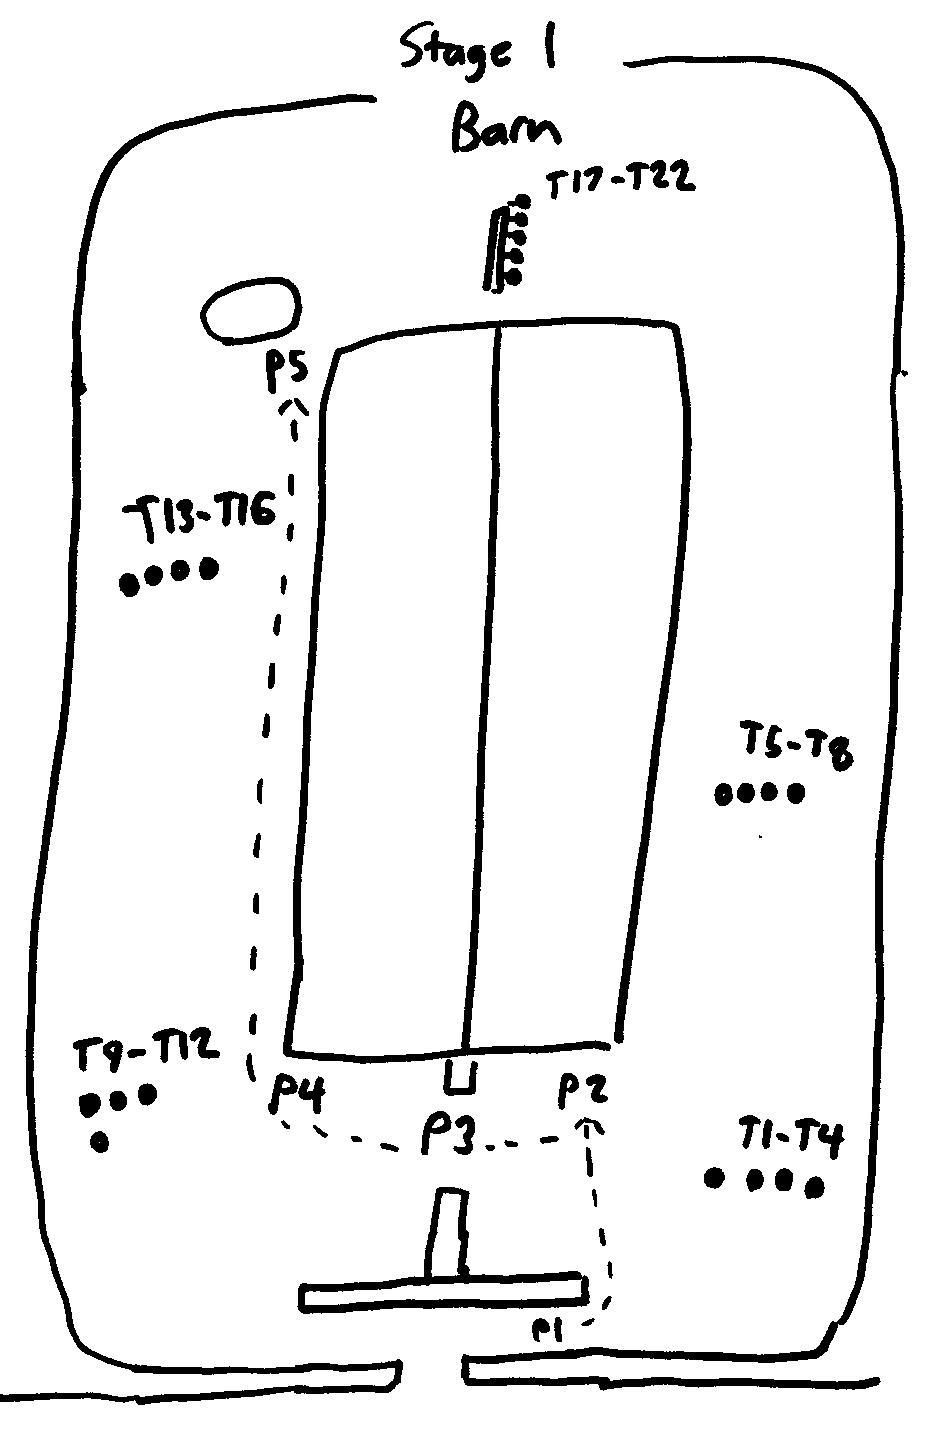 Stage 1
Barn
T17-T22
P5
T13-T16
T5-T8
T9-T12
P4
P2
P3
T1-T4
P1